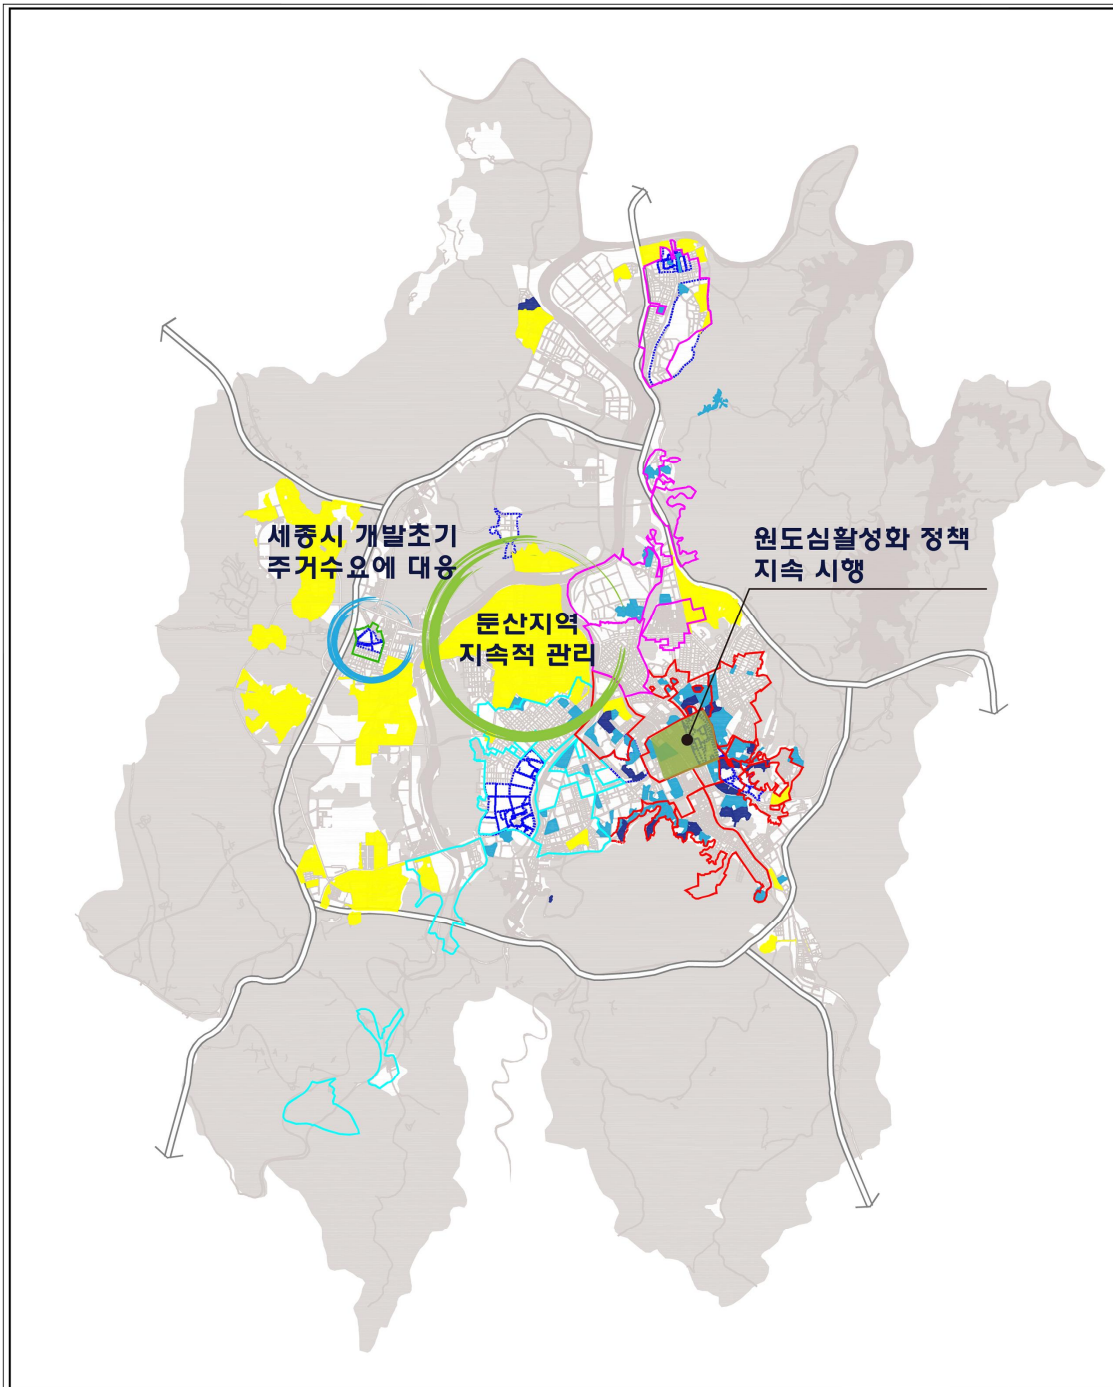 세종시 개발초기
주거수요에 대응
둔산지역
지속적 관리
원도심활성화 정책
지속 시행